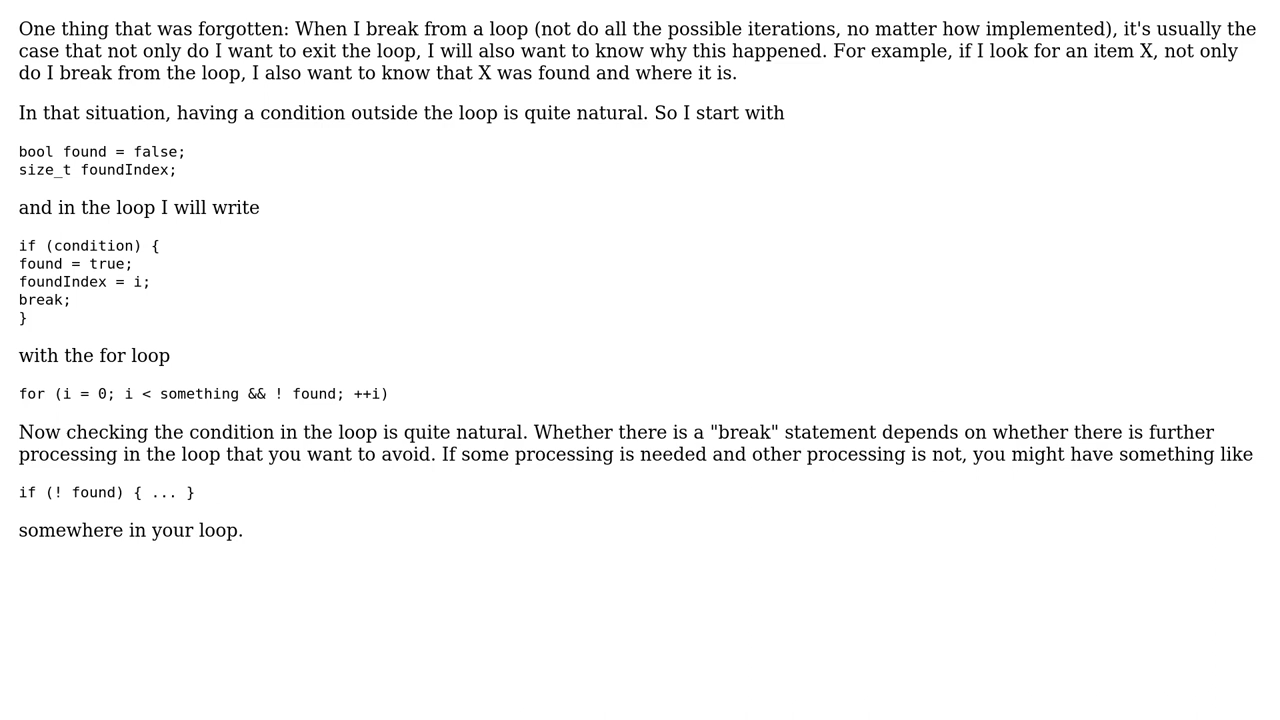 One thing that was forgotten: When I break from a loop (not do all the possible iterations, no matter how implemented), it's usually the
case that not only do I want to exit the loop, I will also want to know why this happened. For example, if I look for an item X, not only
do I break from the loop, I also want to know that X was found and where it is.
In that situation, having a condition outside the loop is quite natural. So I start with
bool found = false;
size_t foundIndex;
and in the loop I will write
if (condition) {
found = true;
foundIndex = i;
break;
}
with the for loop
for (i = 0; i < something && ! found; ++i)
Now checking the condition in the loop is quite natural. Whether there is a "break" statement depends on whether there is further
processing in the loop that you want to avoid. If some processing is needed and other processing is not, you might have something like
if (! found) { ... }
somewhere in your loop.